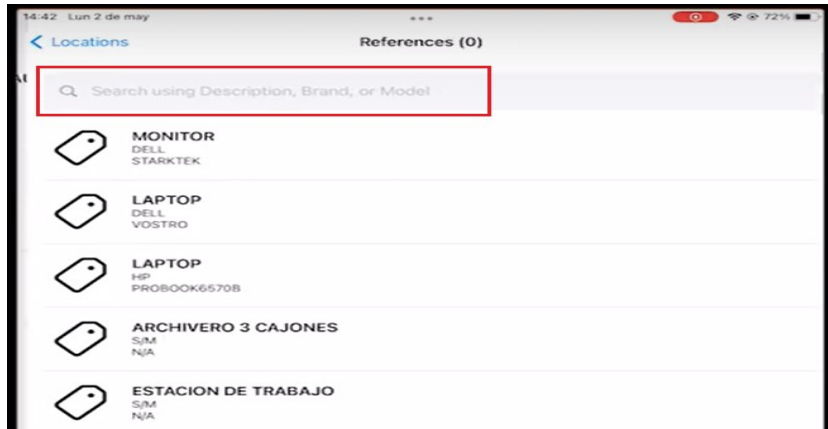 14:42 Lun 2 de may
72%
Locations
References (0)
Search using Description, Brand, or Model
MONITOR
DELL
STARKTEK
LAPTOP
DELL
VOSTRO
LAPTOP
HP
PROBOOK6570B
ARCHIVERO 3 CAJONES
S/M
N/A
ESTACION DE TRABAJO
S/M
N/A